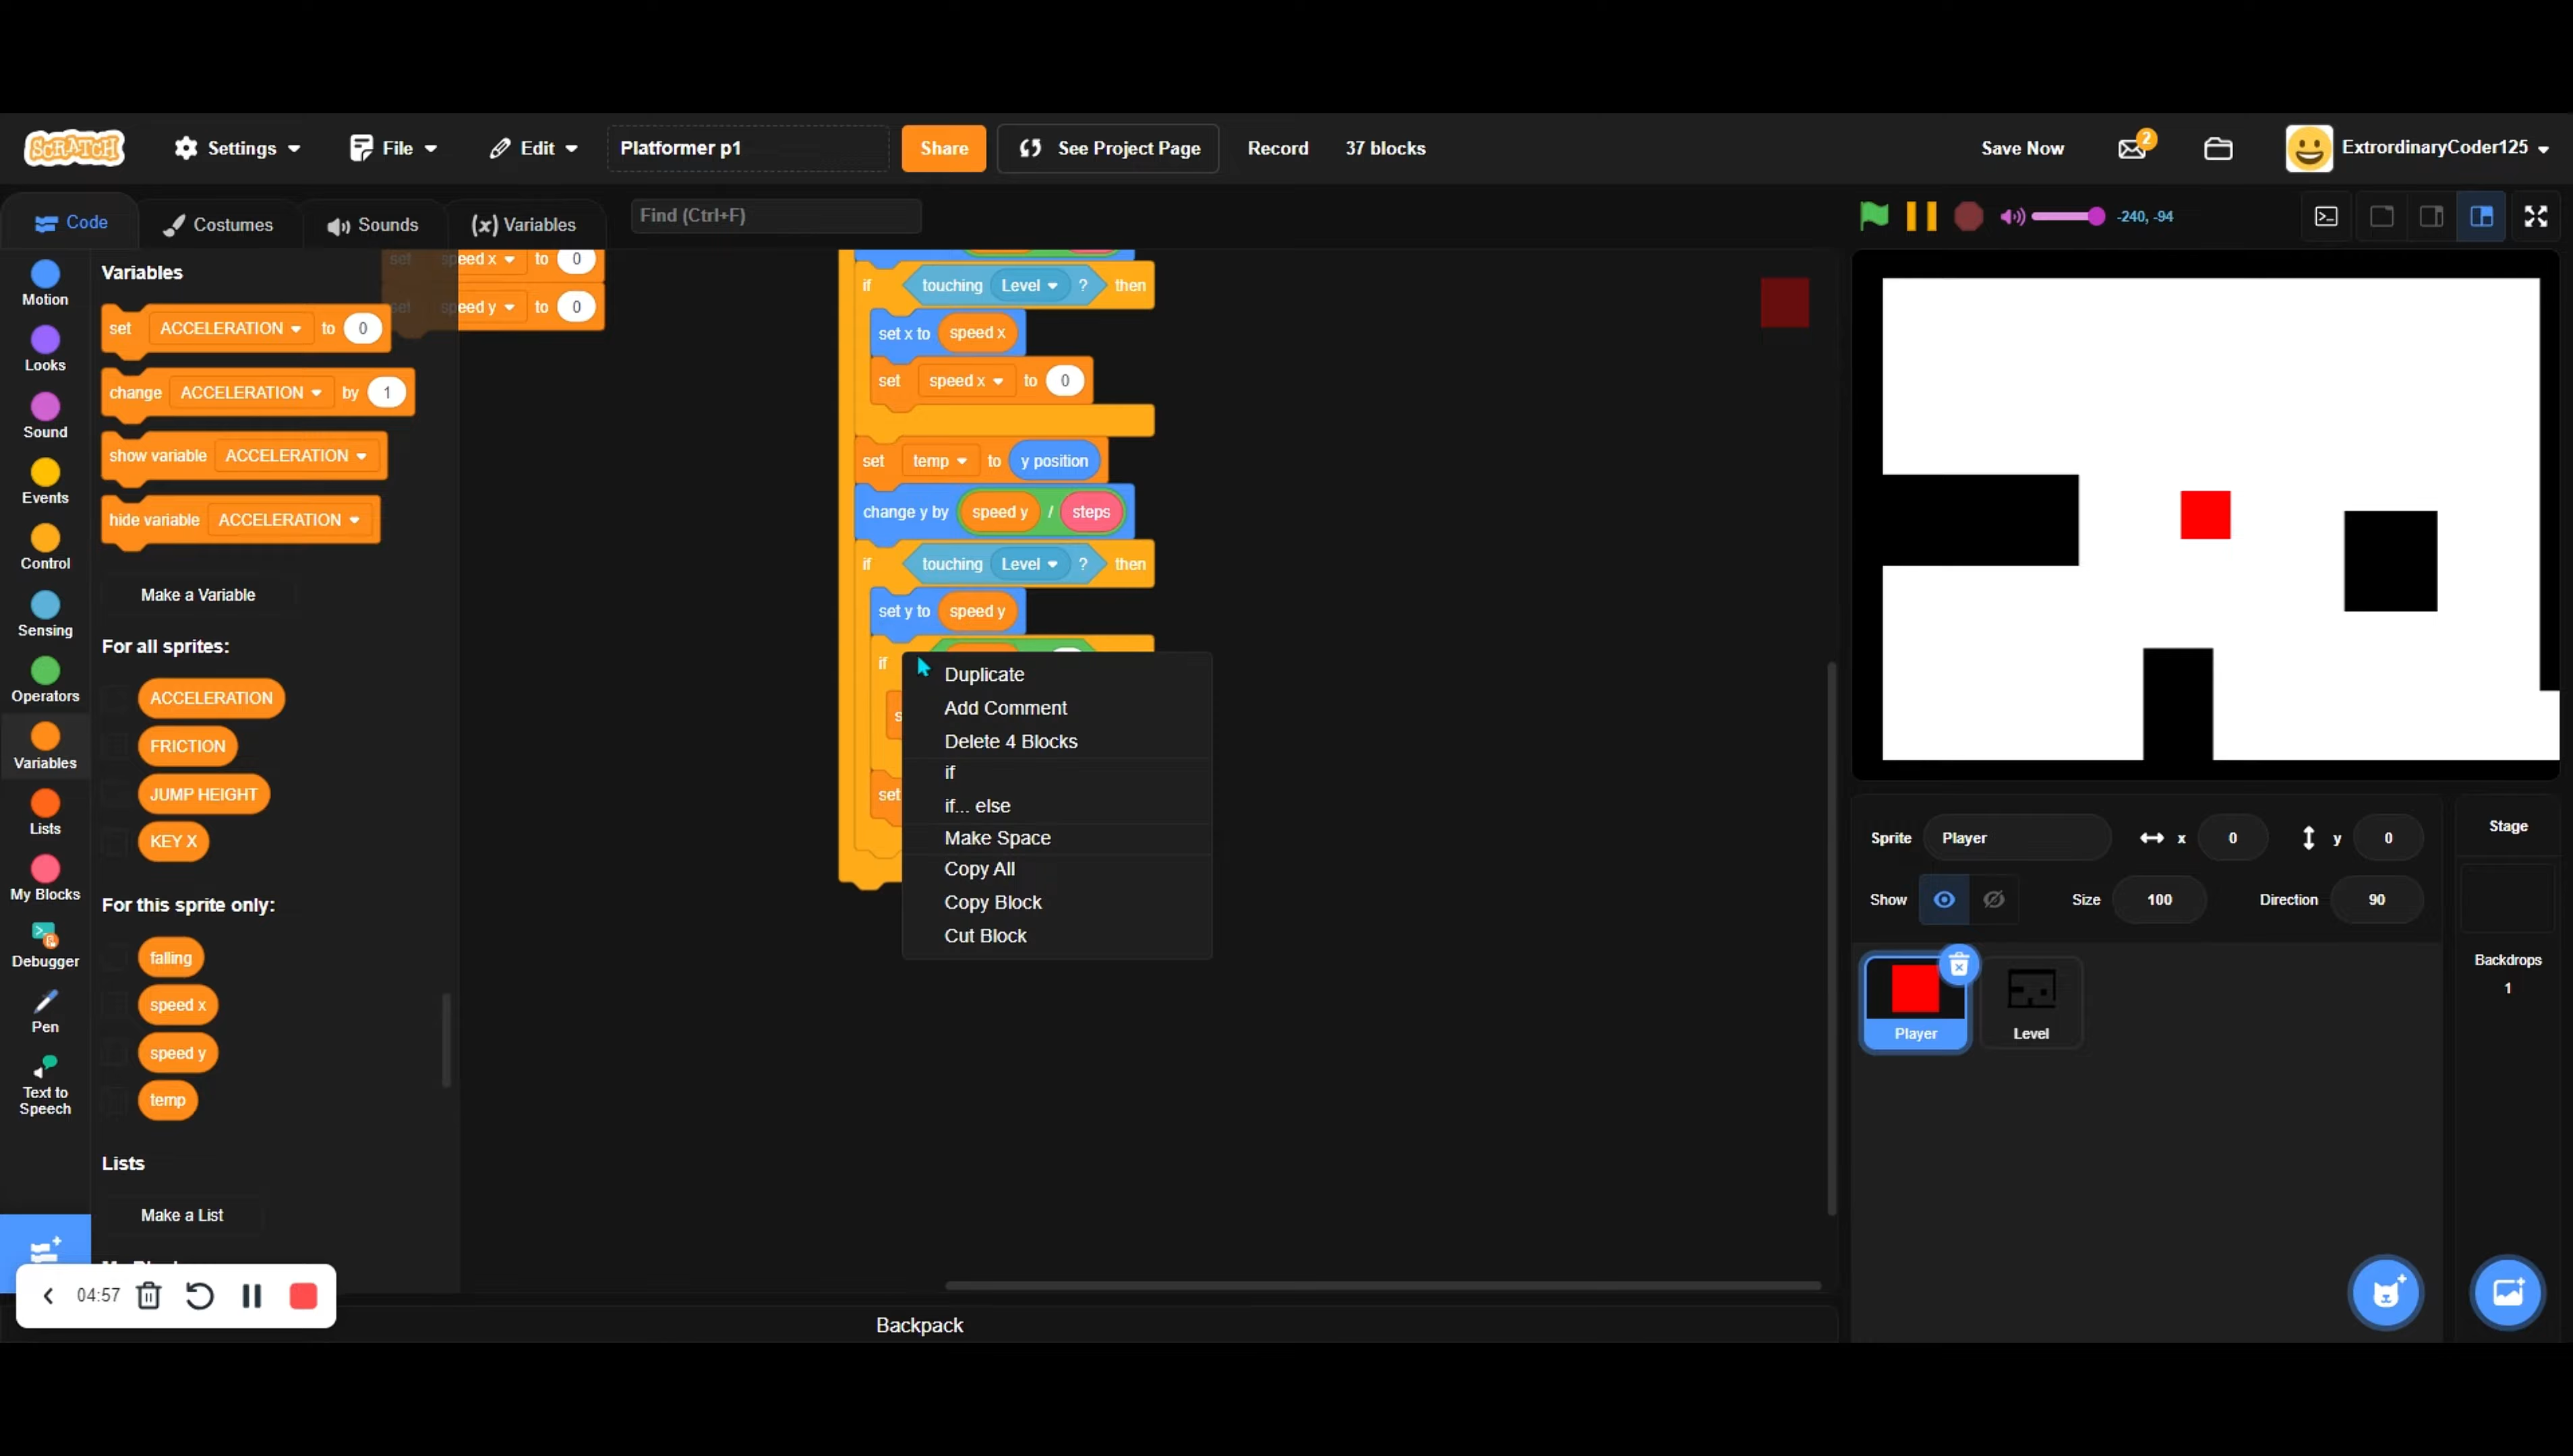 SCRATCH Settings File Edit Platformer p1 Share See Project Page Record 37 blocks Save Now 2 ExtrordinaryCoder125
Code Costumes Sounds (x) Variables Find (Ctrl+F) -240, -94
Motion
Looks
Sound
Events
Control
Sensing
Operators
Variables
Lists
My Blocks
Debugger
Pen
Text to
Speech
Variables
set ACCELERATION to 0
change ACCELERATION by 1
show variable ACCELERATION
hide variable ACCELERATION
Make a Variable
For all sprites:
ACCELERATION
FRICTION
JUMP HEIGHT
KEY X
For this sprite only:
falling
speed x
speed y
temp
Lists
Make a List
04:57
set speed x to 0
set speed y to 0
if touching Level ? then
set x to speed x
set speed x to 0
set temp to y position
change y by speed y / steps
if touching Level ? then
set y to speed y
if
set
Duplicate
Add Comment
Delete 4 Blocks
if
if... else
Make Space
Copy All
Copy Block
Cut Block
Backpack
Sprite Player x 0 y 0
Show Size 100 Direction 90
Player
Level
Stage
Backdrops
1